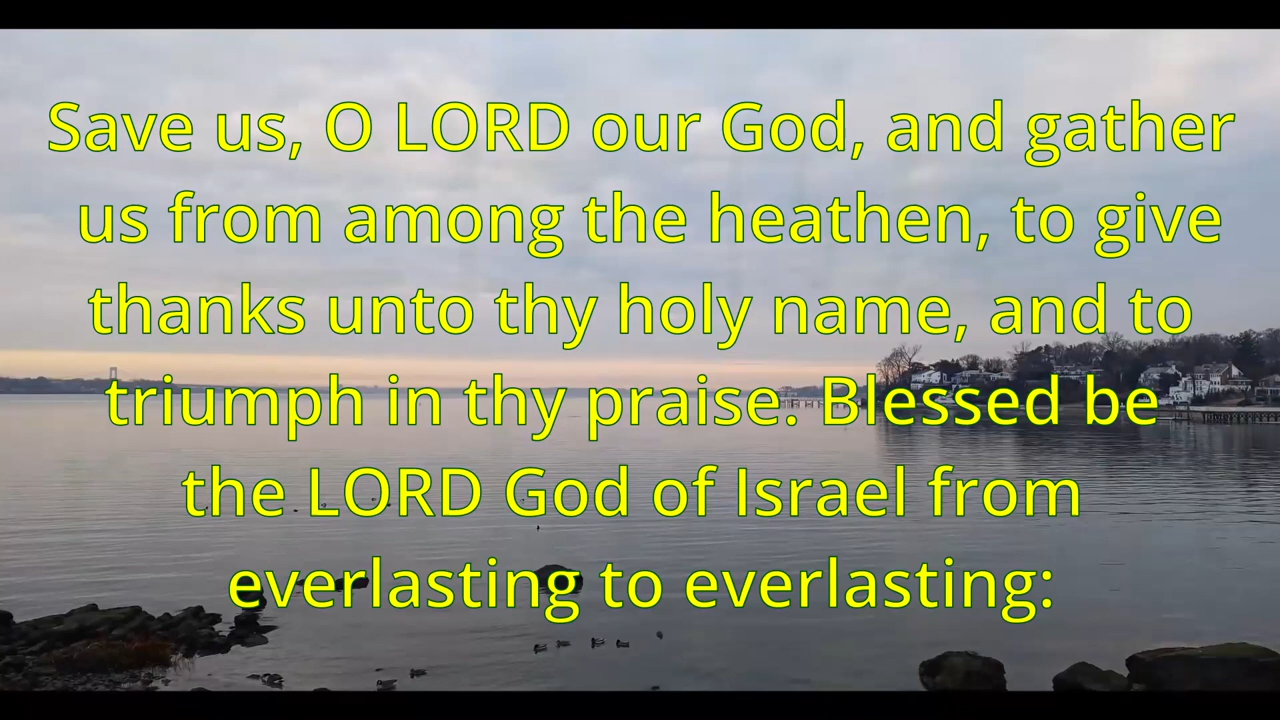 Save us, O LORD our God, and gather
us from among the heathen, to give
thanks unto thy holy name, and to
triumph in thy praise. Blessed be
the LORD God of Israel from
everlasting to everlasting: